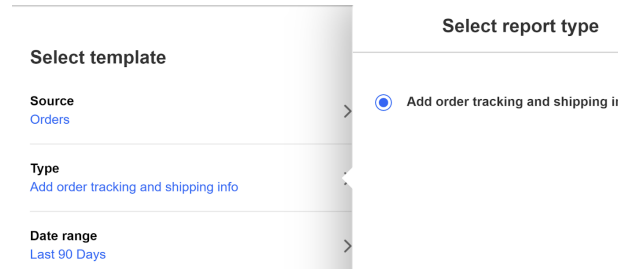 Select template
Source
Orders
Type
Add order tracking and shipping info
Date range
Last 90 Days
Select report type
Add order tracking and shipping